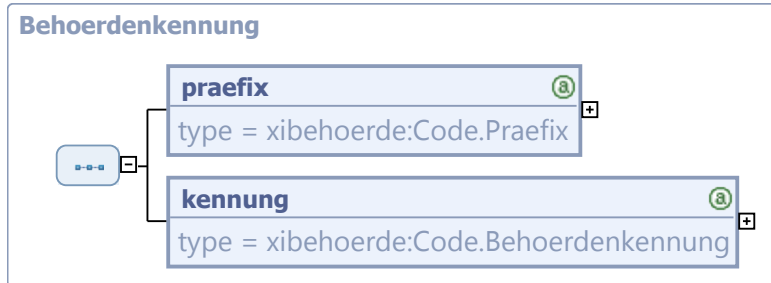 Behoerdenkennung
praefix
type = xibehoerde:Code.Praefix
kennung
type = xibehoerde:Code.Behoerdenkennung